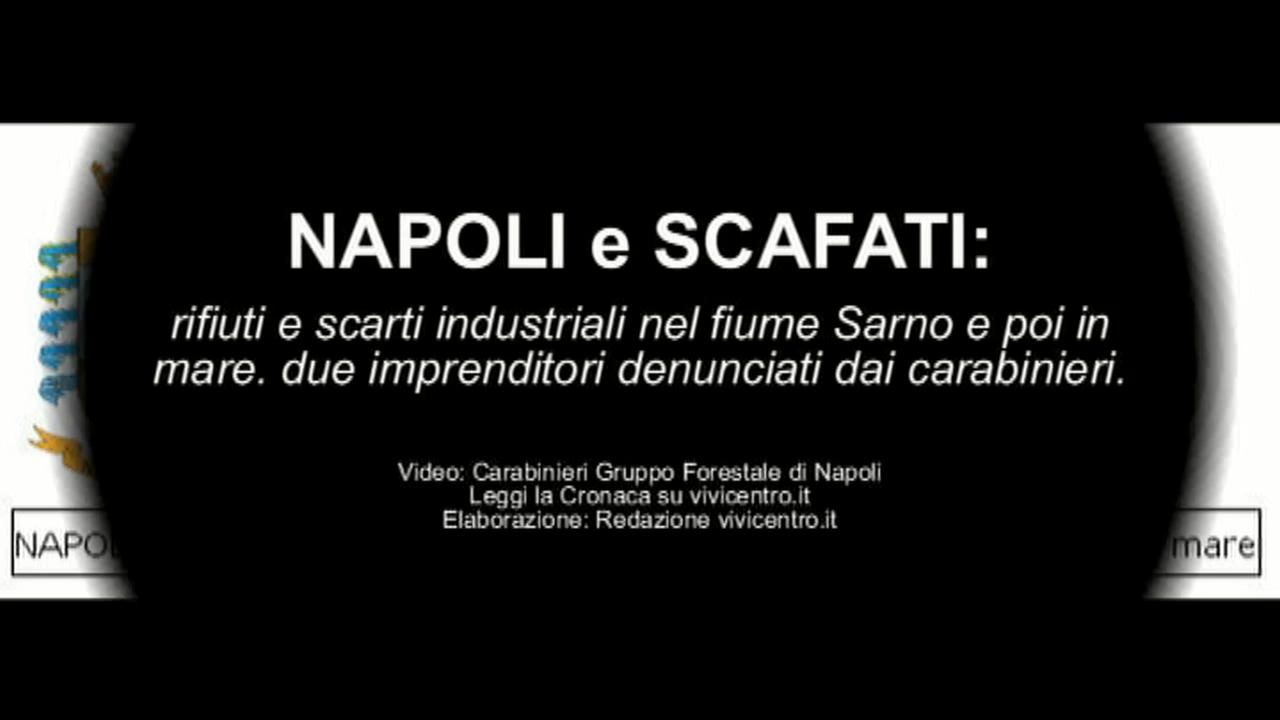 NAPOLI e SCAFATI:
rifiuti e scarti industriali nel fiume Sarno e poi in
mare. due imprenditori denunciati dai carabinieri.
Video: Carabinieri Gruppo Forestale di Napoli
Leggi la Cronaca su vivicentro.it
Elaborazione: Redazione vivicentro.it
mare